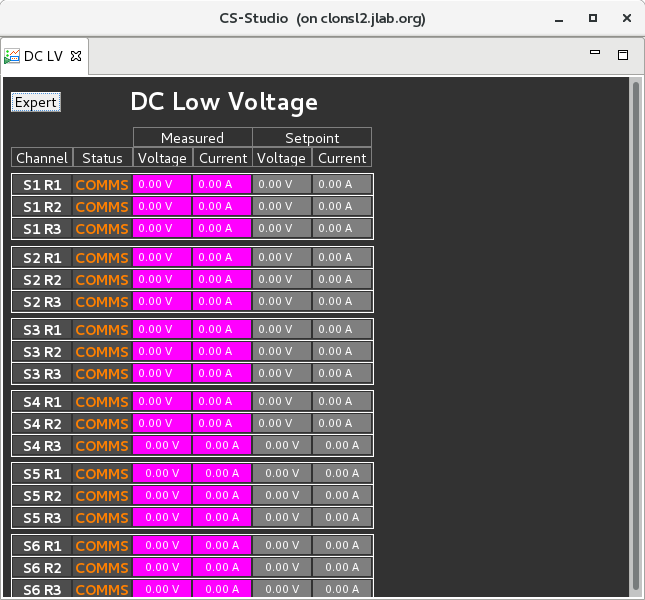 CS-Studio (on clonsl2.jlab.org)
DC LV
Expert
DC Low Voltage
Measured Setpoint
Channel Status Voltage Current Voltage Current
S1 R1 COMMS 0.00 V 0.00 A 0.00 V 0.00 A
S1 R2 COMMS 0.00 V 0.00 A 0.00 V 0.00 A
S1 R3 COMMS 0.00 V 0.00 A 0.00 V 0.00 A
S2 R1 COMMS 0.00 V 0.00 A 0.00 V 0.00 A
S2 R2 COMMS 0.00 V 0.00 A 0.00 V 0.00 A
S2 R3 COMMS 0.00 V 0.00 A 0.00 V 0.00 A
S3 R1 COMMS 0.00 V 0.00 A 0.00 V 0.00 A
S3 R2 COMMS 0.00 V 0.00 A 0.00 V 0.00 A
S3 R3 COMMS 0.00 V 0.00 A 0.00 V 0.00 A
S4 R1 COMMS 0.00 V 0.00 A 0.00 V 0.00 A
S4 R2 COMMS 0.00 V 0.00 A 0.00 V 0.00 A
S4 R3 COMMS 0.00 V 0.00 A 0.00 V 0.00 A
S5 R1 COMMS 0.00 V 0.00 A 0.00 V 0.00 A
S5 R2 COMMS 0.00 V 0.00 A 0.00 V 0.00 A
S5 R3 COMMS 0.00 V 0.00 A 0.00 V 0.00 A
S6 R1 COMMS 0.00 V 0.00 A 0.00 V 0.00 A
S6 R2 COMMS 0.00 V 0.00 A 0.00 V 0.00 A
S6 R3 COMMS 0.00 V 0.00 A 0.00 V 0.00 A